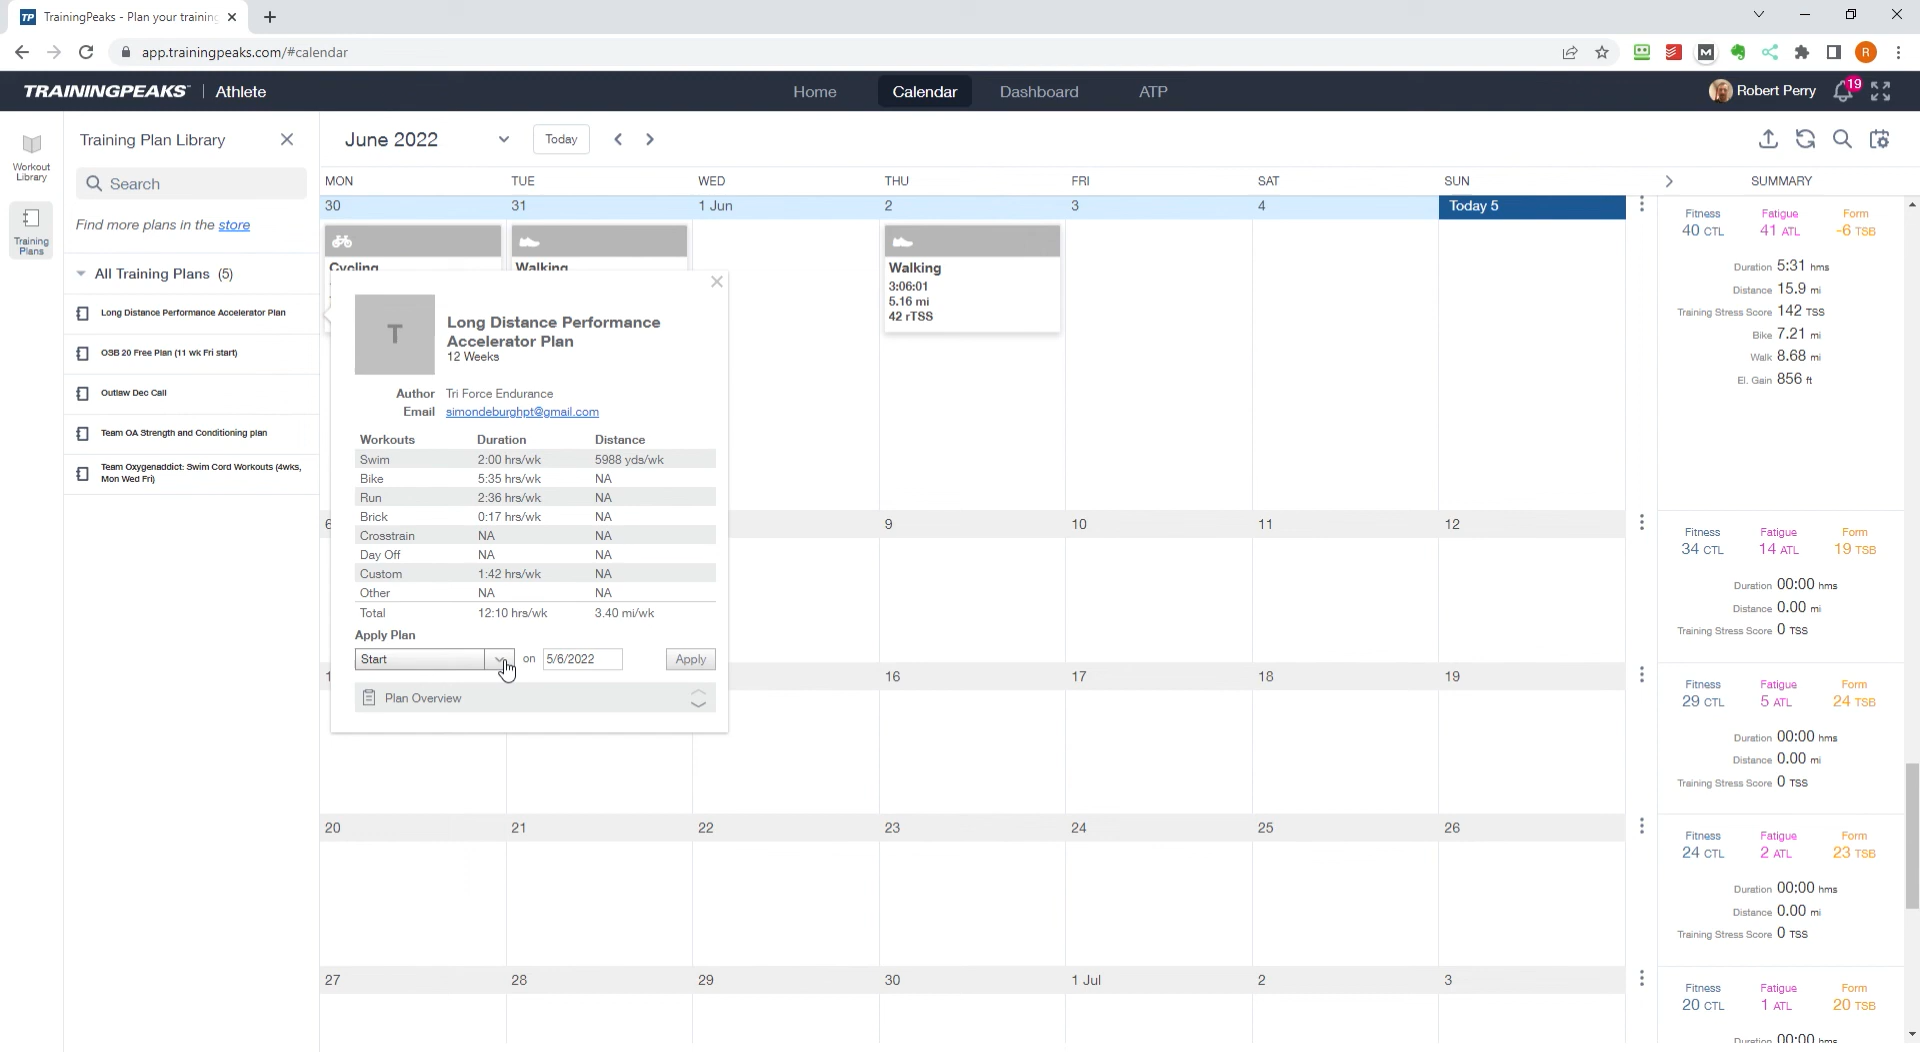 TP TrainingPeaks - Plan your training
app.trainingpeaks.com/#calendar
M
R
TRAININGPEAKS
Athlete
Home
Calendar
Dashboard
ATP
Robert Perry
19
Workout
Library
Training
Plans
Training Plan Library
Search
Find more plans in the store
All Training Plans (5)
Long Distance Performance Accelerator Plan
OSB 20 Free Plan (11 wk Fri start)
Outlaw Dec Call
Team OA Strength and Conditioning plan
Team Oxygenaddict: Swim Cord Workouts (4wks,
Mon Wed Fri)
June 2022
Today
MON TUE WED THU FRI SAT SUN SUMMARY
30 31 1 Jun 2 3 4 Today 5
Cycling
Walking
Walking
3:06:01
5.16 mi
42 rTSS
T
Long Distance Performance
Accelerator Plan
12 Weeks
Author Tri Force Endurance
Email simondeburghpt@gmail.com
Workouts Duration Distance
Swim 2:00 hrs/wk 5988 yds/wk
Bike 5:35 hrs/wk NA
Run 2:36 hrs/wk NA
Brick 0:17 hrs/wk NA
Crosstrain NA NA
Day Off NA NA
Custom 1:42 hrs/wk NA
Other NA NA
Total 12:10 hrs/wk 3.40 mi/wk
Apply Plan
Start on 5/6/2022 Apply
Plan Overview
6 9 10 11 12
1 16 17 18 19
20 21 22 23 24 25 26
27 28 29 30 1 Jul 2 3
Fitness Fatigue Form
40 CTL 41 ATL -6 TSB
Duration 5:31 hms
Distance 15.9 mi
Training Stress Score 142 TSS
Bike 7.21 mi
Walk 8.68 mi
El. Gain 856 ft
Fitness Fatigue Form
34 CTL 14 ATL 19 TSB
Duration 00:00 hms
Distance 0.00 mi
Training Stress Score 0 TSS
Fitness Fatigue Form
29 CTL 5 ATL 24 TSB
Duration 00:00 hms
Distance 0.00 mi
Training Stress Score 0 TSS
Fitness Fatigue Form
24 CTL 2 ATL 23 TSB
Duration 00:00 hms
Distance 0.00 mi
Training Stress Score 0 TSS
Fitness Fatigue Form
20 CTL 1 ATL 20 TSB
Duration 00:00 hms